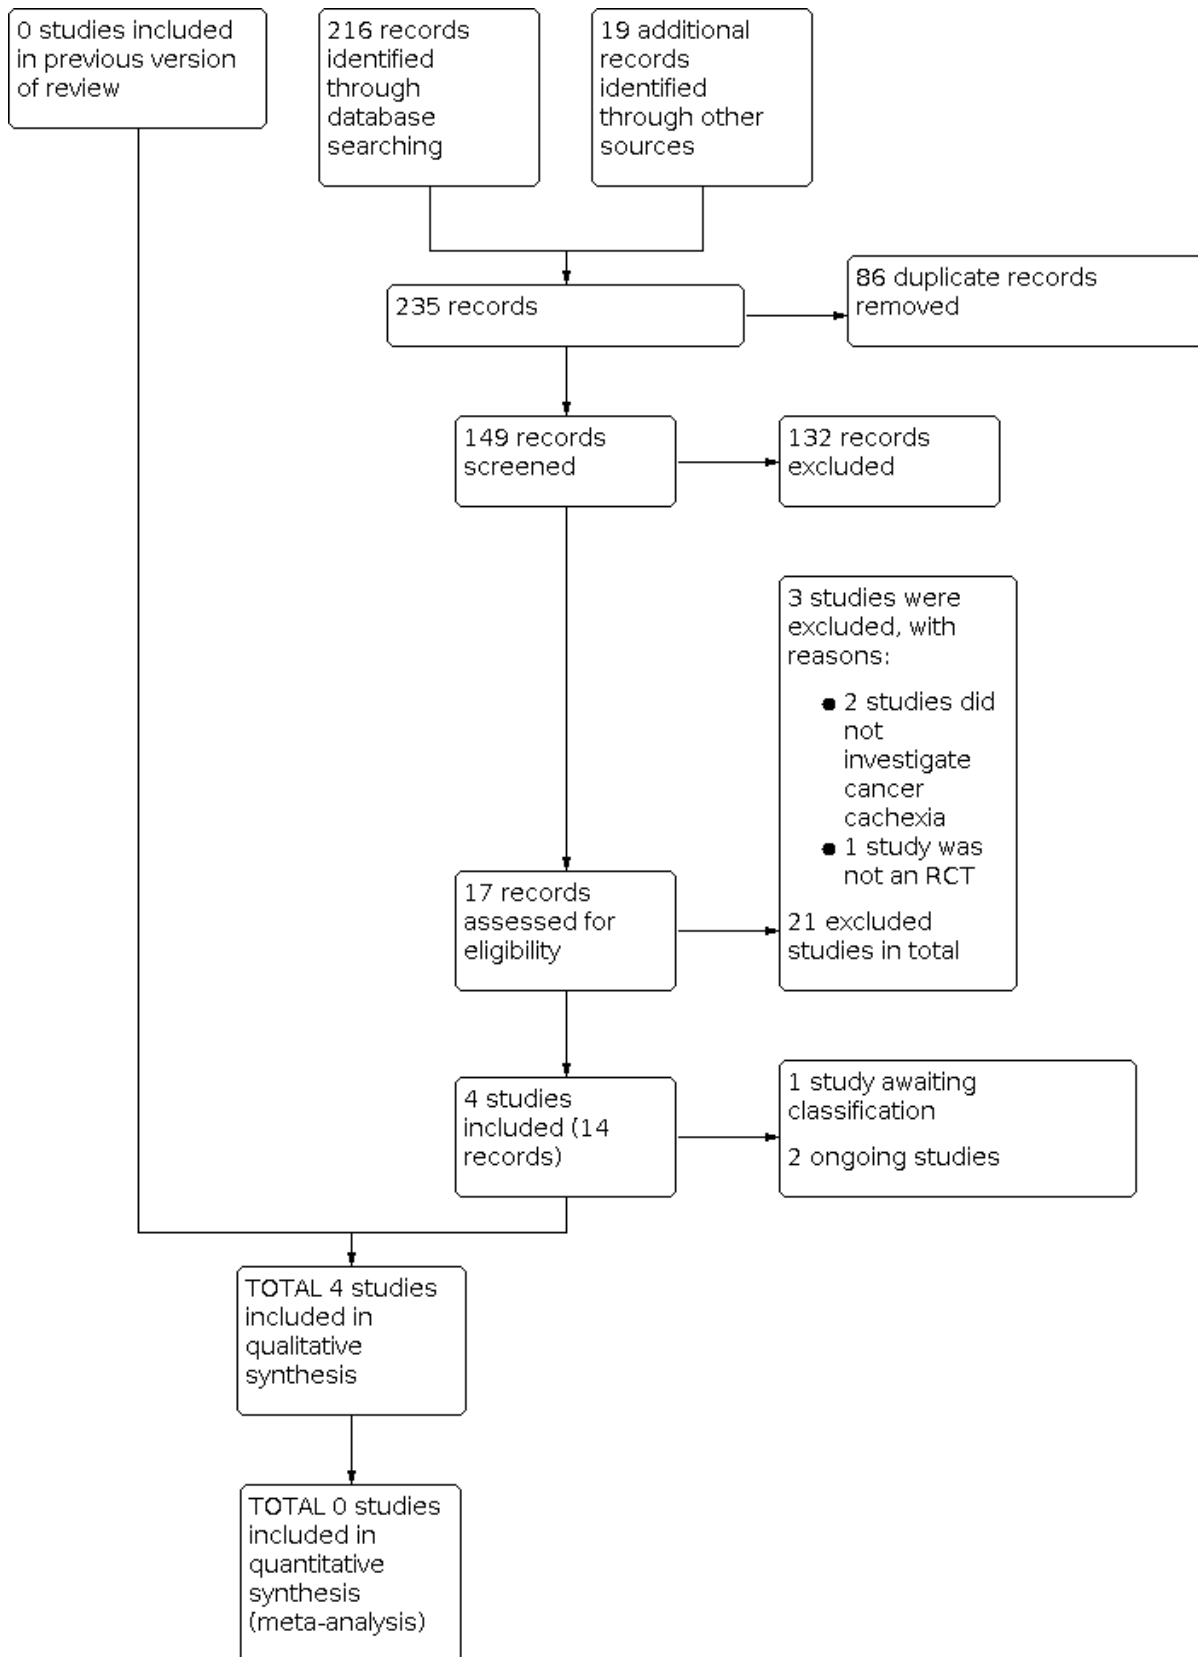 0 studies included
in previous version
of review
216 records
identified
through
database
searching
19 additional
records
identified
through other
sources
235 records
86 duplicate records
removed
149 records
screened
132 records
excluded
3 studies were
excluded, with
reasons:
● 2 studies did
not
investigate
cancer
cachexia
● 1 study was
not an RCT
21 excluded
studies in total
17 records
assessed for
eligibility
4 studies
included (14
records)
1 study awaiting
classification
2 ongoing studies
TOTAL 4 studies
included in
qualitative
synthesis
TOTAL 0 studies
included in
quantitative
synthesis
(meta-analysis)